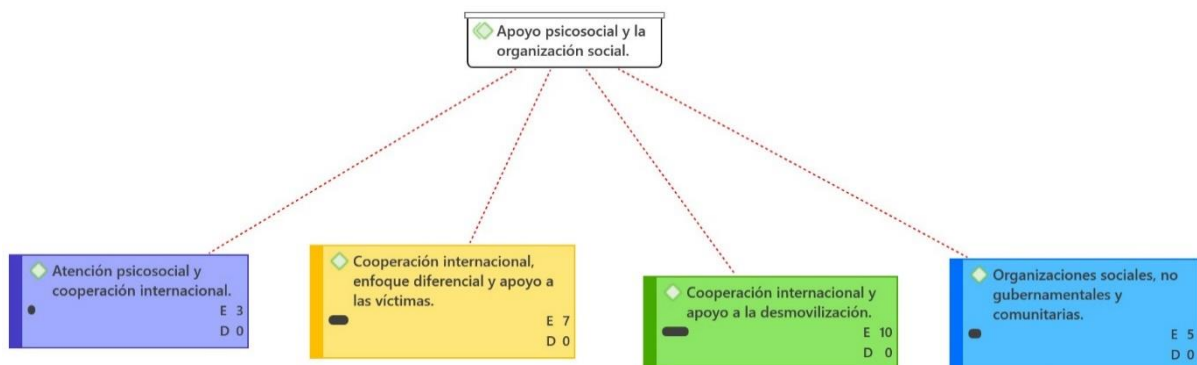 Apoyo psicosocial y la
organización social.
Atención psicosocial y
cooperación internacional.
E 3
D 0
Cooperación internacional,
enfoque diferencial y apoyo a
las víctimas.
E 7
D 0
Cooperación internacional y
apoyo a la desmovilización.
E 10
D 0
Organizaciones sociales, no
gubernamentales y
comunitarias.
E 5
D 0